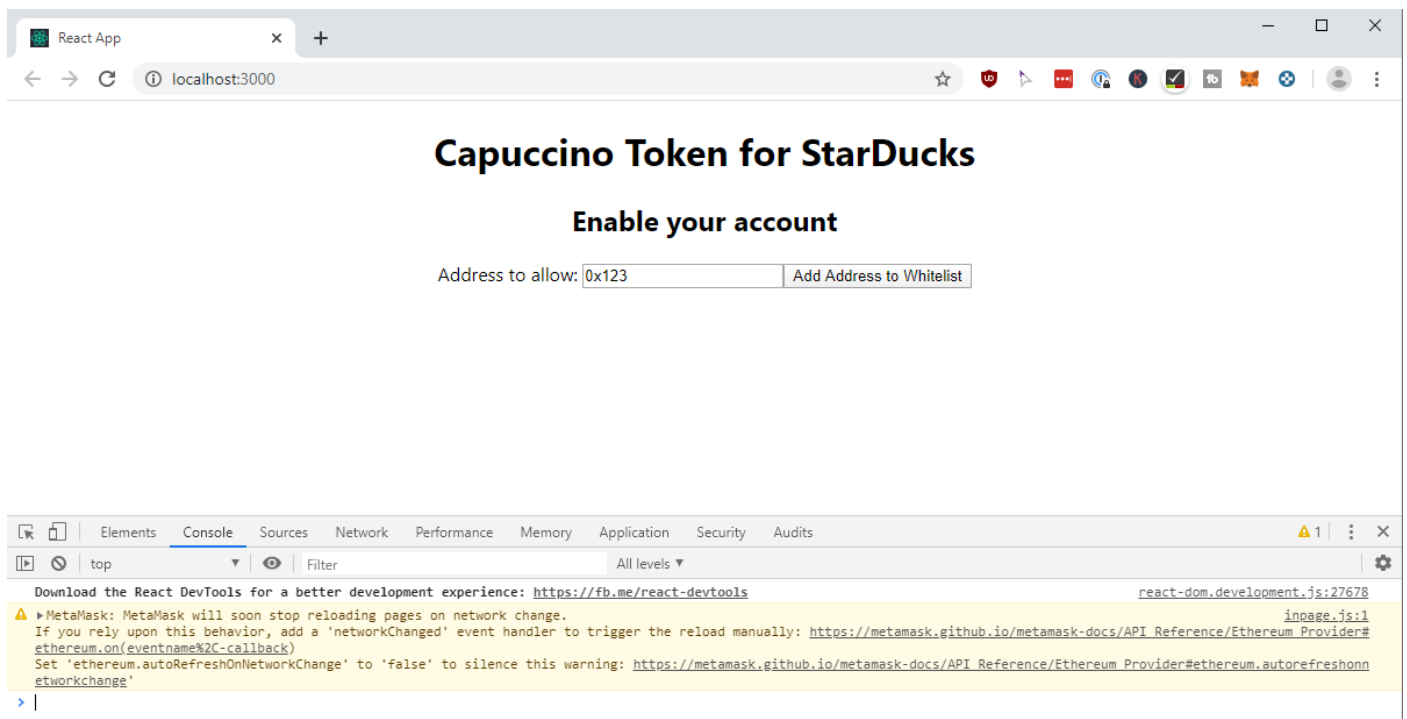 React App
localhost:3000
Capuccino Token for StarDucks
Enable your account
Address to allow: 0x123 Add Address to Whitelist
Elements Console Sources Network Performance Memory Application Security Audits 1
top Filter All levels
Download the React DevTools for a better development experience: https://fb.me/react-devtools react-dom.development.js:27678
MetaMask: MetaMask will soon stop reloading pages on network change. inpage.js:1
If you rely upon this behavior, add a 'networkChanged' event handler to trigger the reload manually: https://metamask.github.io/metamask-docs/API_Reference/Ethereum_Provider#
ethereum.on(eventname%2C-callback)
Set 'ethereum.autoRefreshOnNetworkChange' to 'false' to silence this warning: https://metamask.github.io/metamask-docs/API_Reference/Ethereum_Provider#ethereum.autorefreshonn
etworkchange'